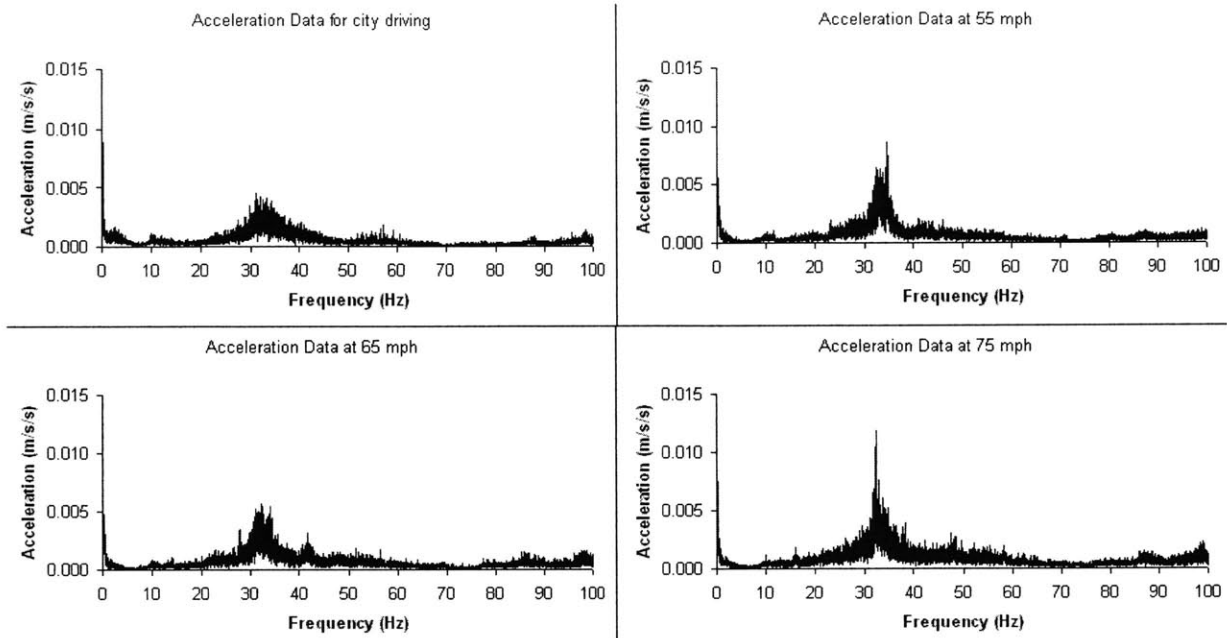 Acceleration Data for city driving
Acceleration (m/s/s)
0.015
0.010
0.005
0.000
0 10 20 30 40 50 60 70 80 90 100
Frequency (Hz)
Acceleration Data at 55 mph
Acceleration (m/s/s)
0.015
0.010
0.005
0.000
0 10 20 30 40 50 60 70 80 90 100
Frequency (Hz)
Acceleration Data at 65 mph
Acceleration (m/s/s)
0.015
0.010
0.005
0.000
0 10 20 30 40 50 60 70 80 90 100
Frequency (Hz)
Acceleration Data at 75 mph
Acceleration (m/s/s)
0.015
0.010
0.005
0.000
0 10 20 30 40 50 60 70 80 90 100
Frequency (Hz)